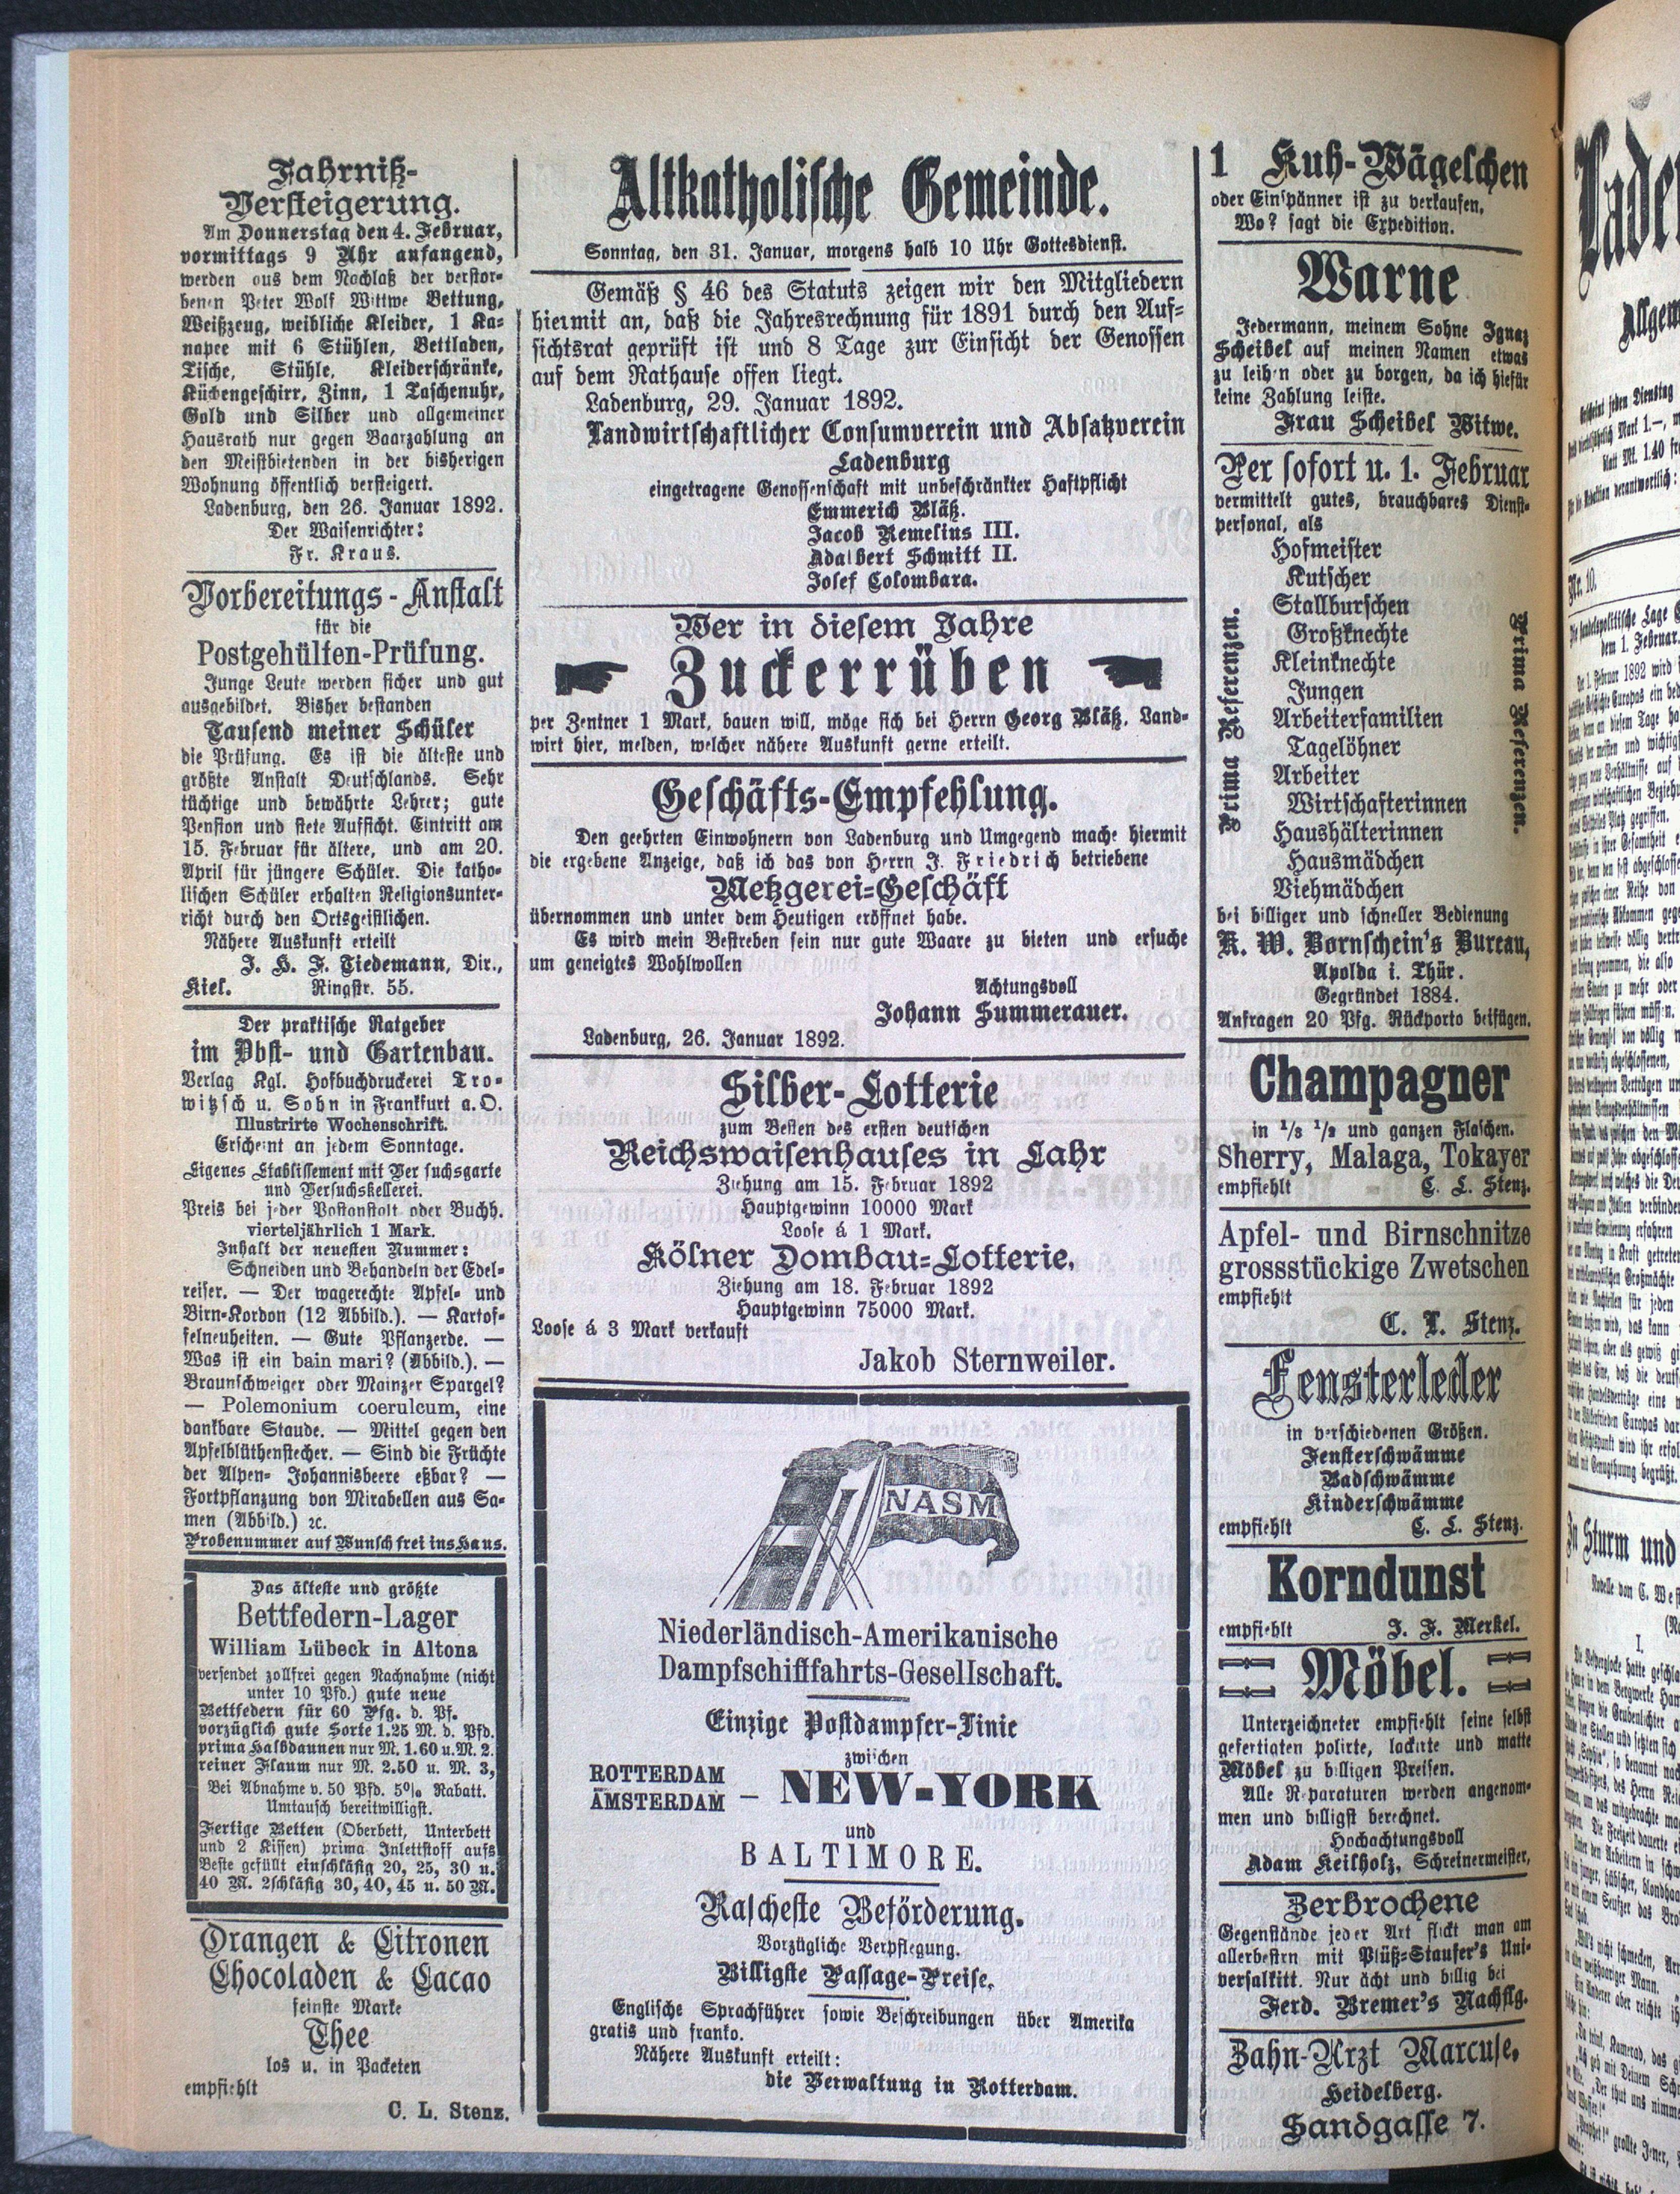 Fahrniß-
Versteigerung.
Am Donnerstag den 4. Februar,
vormittags 9 Uhr anfangend,
werden aus dem Nachlaß der verstor-
benen Peter Wolf Wittwe Bettung,
Weißzeug, weibliche Kleider, 1 Ka-
napee mit 6 Stühlen, Bettladen,
Tische, Stühle, Kleiderschränke,
Küchengeschirr, Zinn, 1 Taschenuhr,
Gold und Silber und allgemeiner
Hausrath nur gegen Baarzahlung an
den Meistbietenden in der bisherigen
Wohnung öffentlich versteigert.
Ladenburg, den 26. Januar 1892.
Der Waisenrichter:
Fr. Kraus.
Vorbereitungs-Anstalt
für die
Postgehülfen-Prüfung.
Junge Leute werden sicher und gut
ausgebildet. Bisher bestanden
Tausend meiner Schüler
die Prüfung. Es ist die älteste und
größte Anstalt Deutschlands. Sehr
tüchtige und bewährte Lehrer; gute
Pension und stete Aufsicht. Eintritt am
15. Februar für ältere, und am 20.
April für jüngere Schüler. Die katho-
lischen Schüler erhalten Religionsunter-
richt durch den Ortsgeistlichen.
Nähere Auskunft erteilt
J. H. F. Tiedemann, Dir.,
Kiel. Ringstr. 55.
Der praktische Ratgeber
im Obst- und Gartenbau.
Verlag Kgl. Hofbuchdruckerei Tro-
witzsch u. Sohn in Frankfurt a. O.
Illustrirte Wochenschrift.
Erscheint an jedem Sonntage.
Eigenes Etablissement mit Versuchsgarte
und Versuchskellerei.
Preis bei jeder Postanstalt oder Buchh.
vierteljährlich 1 Mark.
Inhalt der neuesten Nummer:
Schneiden und Behandeln der Edel-
reiser. — Der wagerechte Apfel- und
Birn-Kordon (12 Abbild.). — Kartof-
felneuheiten. — Gute Pflanzerde. —
Was ist ein bain mari? (Abbild.). —
Braunschweiger oder Mainzer Spargel?
— Polemonium coeruleum, eine
dankbare Staude. — Mittel gegen den
Apfelblüthenstecher. — Sind die Früchte
der Alpen- Johannisbeere eßbar? —
Fortpflanzung von Mirabellen aus Sa-
men (Abbild.) ꝛc.
Probenummer auf Wunsch frei ins Haus.
Das älteste und größte
Bettfedern-Lager
William Lübeck in Altona
versendet zollfrei gegen Nachnahme (nicht
unter 10 Pfd.) gute neue
Bettfedern für 60 Pfg. d. Pf.
vorzüglich gute Sorte 1.25 M. d. Pfd.
prima Halbdaunen nur M. 1.60 u. M. 2.
reiner Flaum nur M. 2.50 u. M. 3,
Bei Abnahme v. 50 Pfd. 5% Rabatt.
Umtausch bereitwilligst.
Fertige Betten (Oberbett, Unterbett
und 2 Kissen) prima Inlettstoff aufs
Beste gefüllt einschläfig 20, 25, 30 u.
40 M. 2schläfig 30, 40, 45 u. 50 M.
Orangen & Citronen
Chocoladen & Cacao
feinste Marke
Thee
los u. in Packeten
empfiehlt
C. L. Stenz.
Altkatholische Gemeinde.
Sonntag, den 31. Januar, morgens halb 10 Uhr Gottesdienst.
Gemäß § 46 des Statuts zeigen wir den Mitgliedern
hiermit an, daß die Jahresrechnung für 1891 durch den Auf-
sichtsrat geprüft ist und 8 Tage zur Einsicht der Genossen
auf dem Rathause offen liegt.
Ladenburg, 29. Januar 1892.
Landwirtschaftlicher Consumverein und Absatzverein
Ladenburg
eingetragene Genossenschaft mit unbeschränkter Haftpflicht
Emmerich Bläß.
Jacob Remelius III.
Adalbert Schmitt II.
Josef Colombara.
Wer in diesem Jahre
Zuckerrüben
per Zentner 1 Mark, bauen will, möge sich bei Herrn Georg Bläß, Land-
wirt hier, melden, welcher nähere Auskunft gerne erteilt.
Geschäfts-Empfehlung.
Den geehrten Einwohnern von Ladenburg und Umgegend mache hiermit
die ergebene Anzeige, daß ich das von Herrn J. Friedrich betriebene
Metzgerei-Geschäft
übernommen und unter dem Heutigen eröffnet habe.
Es wird mein Bestreben sein nur gute Waare zu bieten und ersuche
um geneigtes Wohlwollen
Achtungsvoll
Johann Summerauer.
Ladenburg, 26. Januar 1892.
Silber-Lotterie
zum Besten des ersten deutschen
Reichswaisenhauses in Lahr
Ziehung am 15. Februar 1892
Hauptgewinn 10000 Mark
Loose á 1 Mark.
Kölner Dombau-Lotterie.
Ziehung am 18. Februar 1892
Hauptgewinn 75000 Mark.
Loose á 3 Mark verkauft
Jakob Sternweiler.
NASM
Niederländisch-Amerikanische
Dampfschifffahrts-Gesellschaft.
Einzige Postdampfer-Linie
zwischen
ROTTERDAM
AMSTERDAM — NEW-YORK
und
BALTIMORE.
Rascheste Beförderung.
Vorzügliche Verpflegung.
Billigste Passage-Preise.
Englische Sprachführer sowie Beschreibungen über Amerika
gratis und franko.
Nähere Auskunft erteilt:
die Verwaltung in Rotterdam.
1 Kuh-Wägelchen
oder Einspänner ist zu verkaufen.
Wo? sagt die Expedition.
Warne
Jedermann, meinem Sohne Ignaz
Scheibel auf meinen Namen etwas
zu leihen oder zu borgen, da ich hiefür
keine Zahlung leiste.
Frau Scheibel Witwe.
Per sofort u. 1. Februar
vermittelt gutes, brauchbares Dienst-
personal, als
Hofmeister
Kutscher
Stallburschen
Großknechte
Kleinknechte
Jungen
Arbeiterfamilien
Tagelöhner
Arbeiter
Wirtschafterinnen
Haushälterinnen
Hausmädchen
Viehmädchen
Prima Referenzen.
Prima Referenzen.
bei billiger und schneller Bedienung
K. W. Bornschein's Bureau,
Apolda i. Thür.
Gegründet 1884.
Anfragen 20 Pfg. Rückporto beifügen.
Champagner
in 1/8 1/2 und ganzen Flaschen.
Sherry, Malaga, Tokayer
empfiehlt C. L. Stenz.
Apfel- und Birnschnitze
grossstückige Zwetschen
empfiehlt
C. L. Stenz.
Fensterleder
in verschiedenen Größen.
Fensterschwämme
Badschwämme
Kinderschwämme
empfiehlt C. L. Stenz.
Korndunst
empfiehlt J. F. Merkel.
Möbel.
Unterzeichneter empfiehlt seine selbst
gefertigten polirte, lackirte und matte
Möbel zu billigen Preisen.
Alle Reparaturen werden angenom-
men und billigst berechnet.
Hochachtungsvoll
Adam Keilholz, Schreinermeister,
Zerbrochene
Gegenstände jeder Art flickt man am
allerbesten mit Plüß-Staufer's Uni-
versalkitt. Nur ächt und billig bei
Ferd. Bremer's Nachflg.
Zahn-Arzt Marcuse,
Heidelberg.
Sandgasse 7.